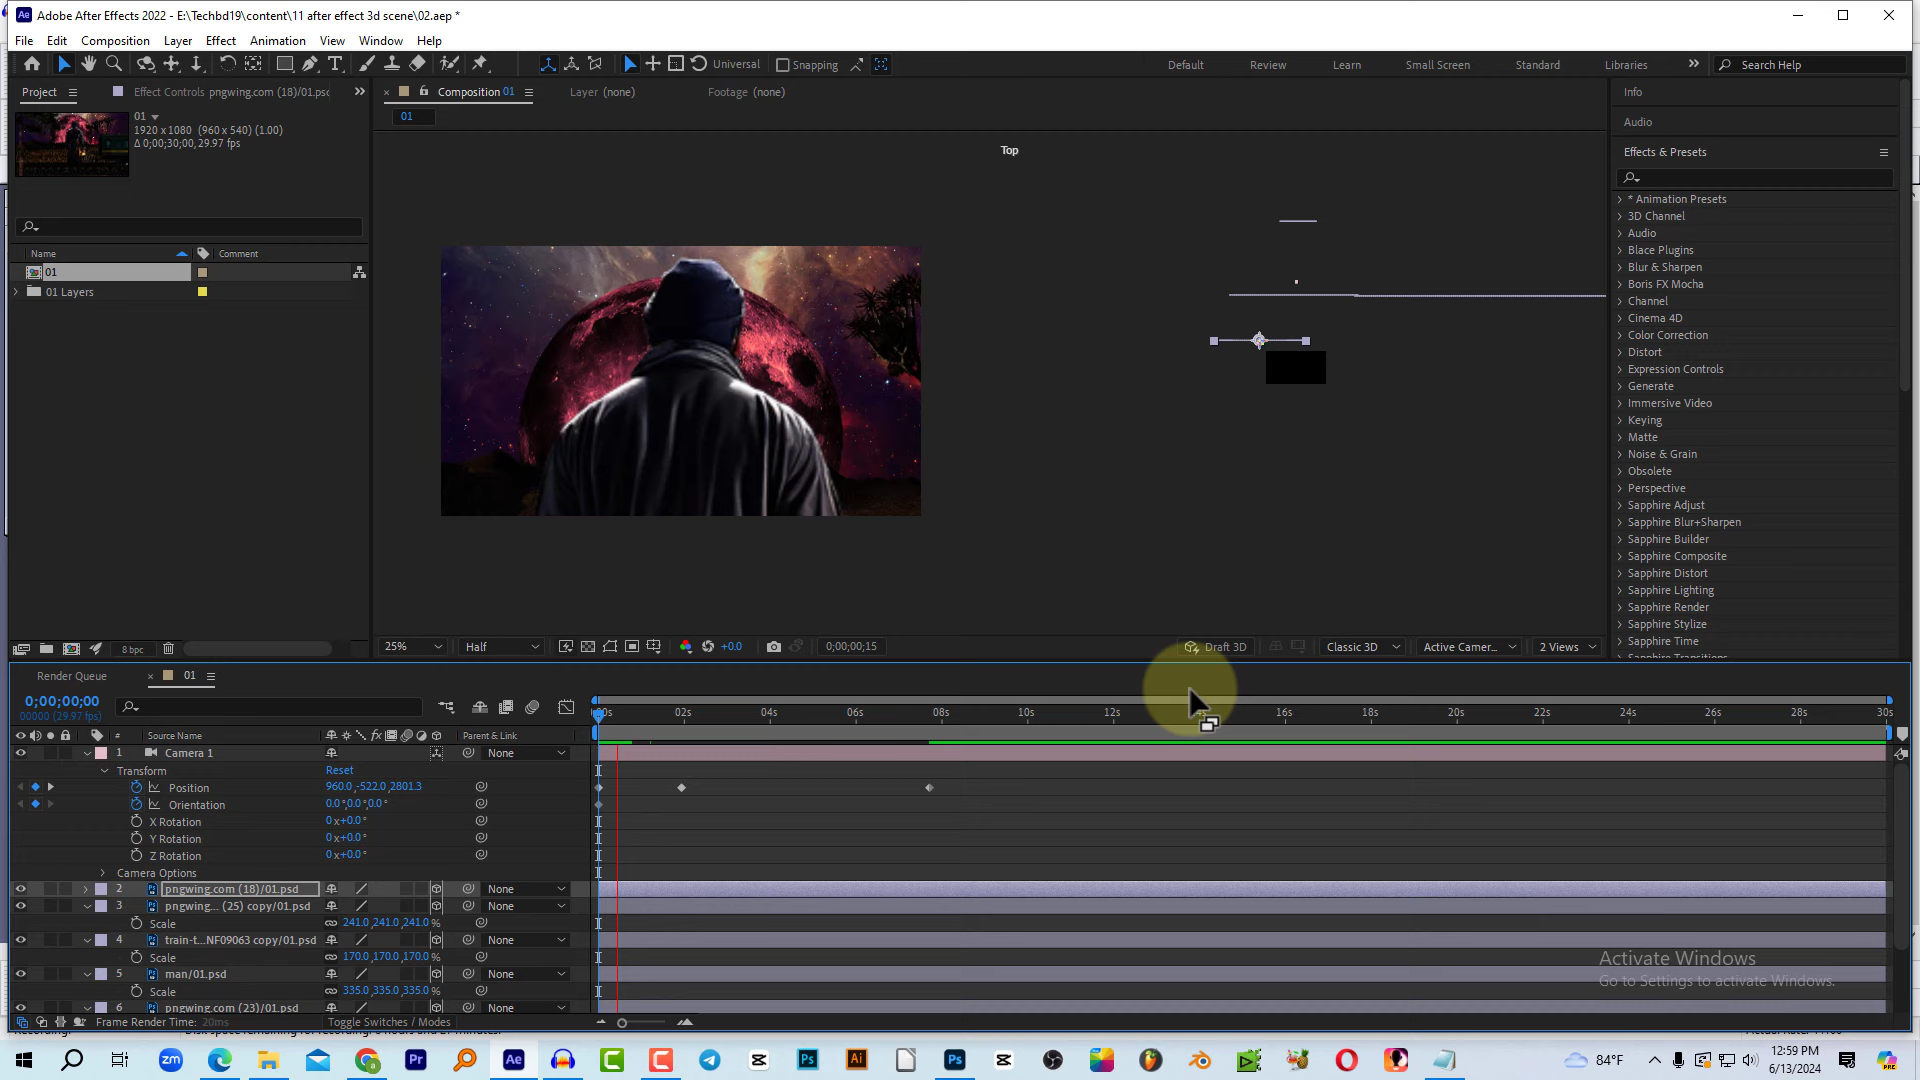 Adobe After Effects 2022 - E:\Techbd19\content\11 after effect 3d scene\02.aep *
File Edit Composition Layer Effect Animation View Window Help
Universal Snapping Default Review Learn Small Screen Standard Libraries Search Help
Project Effect Controls pngwing.com (18)/01.psd
01
1920 x 1080 (960 x 540) (1.00)
Δ 0;00;30;00, 29.97 fps
Name Comment
01
01 Layers
8 bpc
Composition 01 Layer (none) Footage (none)
01
Top
25% Half +0.0 0;00;00;15 Draft 3D Classic 3D Active Camer... 2 Views
Info
Audio
Effects & Presets
* Animation Presets
3D Channel
Audio
Blace Plugins
Blur & Sharpen
Boris FX Mocha
Channel
Cinema 4D
Color Correction
Distort
Expression Controls
Generate
Immersive Video
Keying
Matte
Noise & Grain
Obsolete
Perspective
Sapphire Adjust
Sapphire Blur+Sharpen
Sapphire Builder
Sapphire Composite
Sapphire Distort
Sapphire Lighting
Sapphire Render
Sapphire Stylize
Sapphire Time
Sapphire Transitions
Render Queue 01
0;00;00;00
00000 (29.97 fps)
:00s 02s 04s 06s 08s 10s 12s 16s 18s 20s 22s 24s 26s 28s 30s
# Source Name Parent & Link
1 Camera 1 None
Transform Reset
Position 960.0,-522.0,2801.3
Orientation 0.0°,0.0°,0.0°
X Rotation 0x+0.0°
Y Rotation 0x+0.0°
Z Rotation 0x+0.0°
Camera Options
2 pngwing.com (18)/01.psd None
3 pngwing... (25) copy/01.psd None
Scale 241.0,241.0,241.0%
4 train-t...NF09063 copy/01.psd None
Scale 170.0,170.0,170.0%
5 man/01.psd None
Scale 335.0,335.0,335.0%
6 pngwing.com (23)/01.psd None
Frame Render Time: 20ms Toggle Switches / Modes
Activate Windows
Go to Settings to activate Windows.
84°F
12:59 PM
6/13/2024